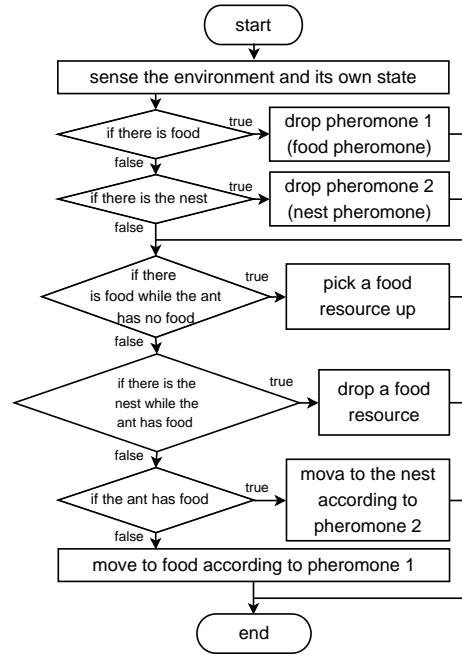 start
sense the environment and its own state
if there is food
true
drop pheromone 1
(food pheromone)
false
if there is the nest
true
drop pheromone 2
(nest pheromone)
false
if there
is food while the ant
has no food
true
pick a food
resource up
false
if there is the
nest while the
ant has food
true
drop a food
resource
false
if the ant has food
true
mova to the nest
according to
pheromone 2
false
move to food according to pheromone 1
end